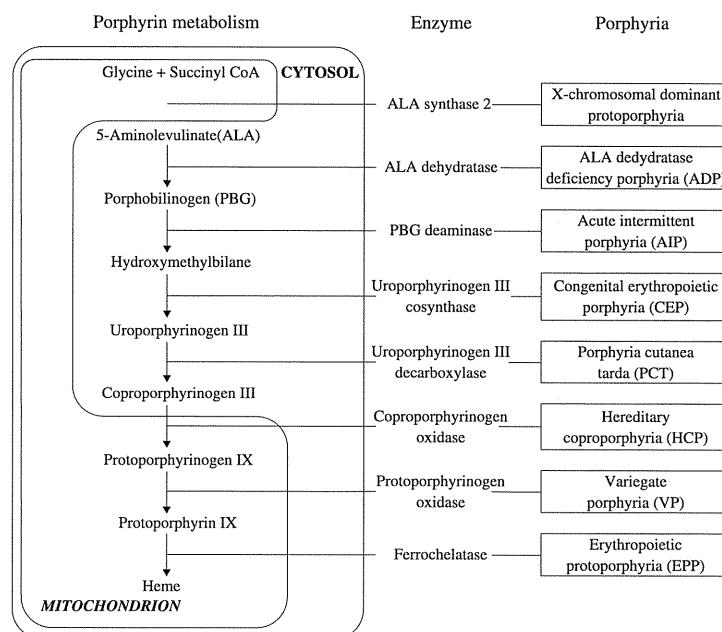 Porphyrin metabolism
Enzyme
Porphyria
Glycine + Succinyl CoA
CYTOSOL
ALA synthase 2
X-chromosomal dominant
protoporphyria
5-Aminolevulinate(ALA)
ALA dehydratase
ALA dedydratase
deficiency porphyria (ADP)
Porphobilinogen (PBG)
PBG deaminase
Acute intermittent
porphyria (AIP)
Hydroxymethylbilane
Uroporphyrinogen III
cosynthase
Congenital erythropoietic
porphyria (CEP)
Uroporphyrinogen III
Uroporphyrinogen III
decarboxylase
Porphyria cutanea
tarda (PCT)
Coproporphyrinogen III
Coproporphyrinogen
oxidase
Hereditary
coproporphyria (HCP)
Protoporphyrinogen IX
Protoporphyrinogen
oxidase
Variegate
porphyria (VP)
Protoporphyrin IX
Ferrochelatase
Erythropoietic
protoporphyria (EPP)
Heme
MITOCHONDRION